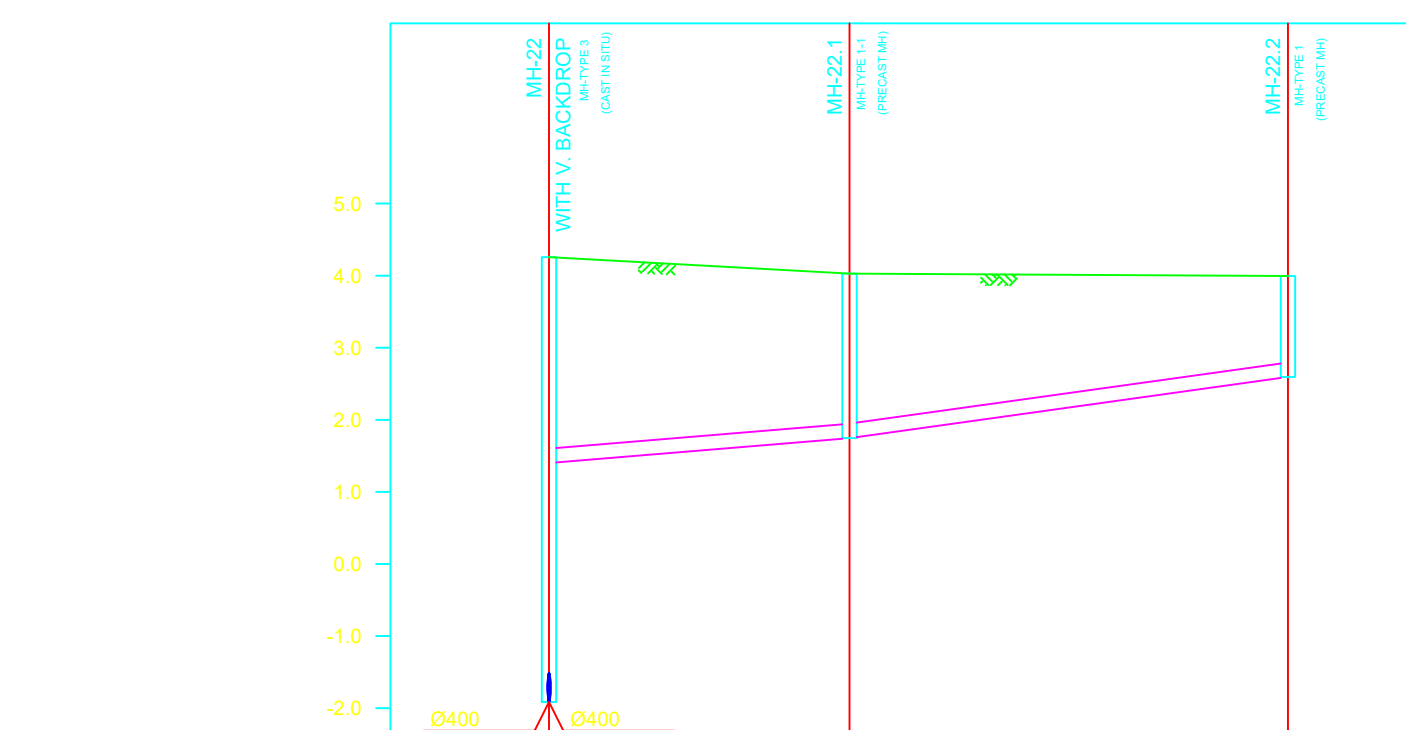 MH-22
WITH V. BACKDROP
MH-TYPE 3
(CAST IN SITU)
MH-22.1
MH-TYPE 1-1
(PRECAST MH)
MH-22.2
MH-TYPE 1
(PRECAST MH)
5.0
4.0
3.0
2.0
1.0
0.0
-1.0
-2.0
Ø400
Ø400